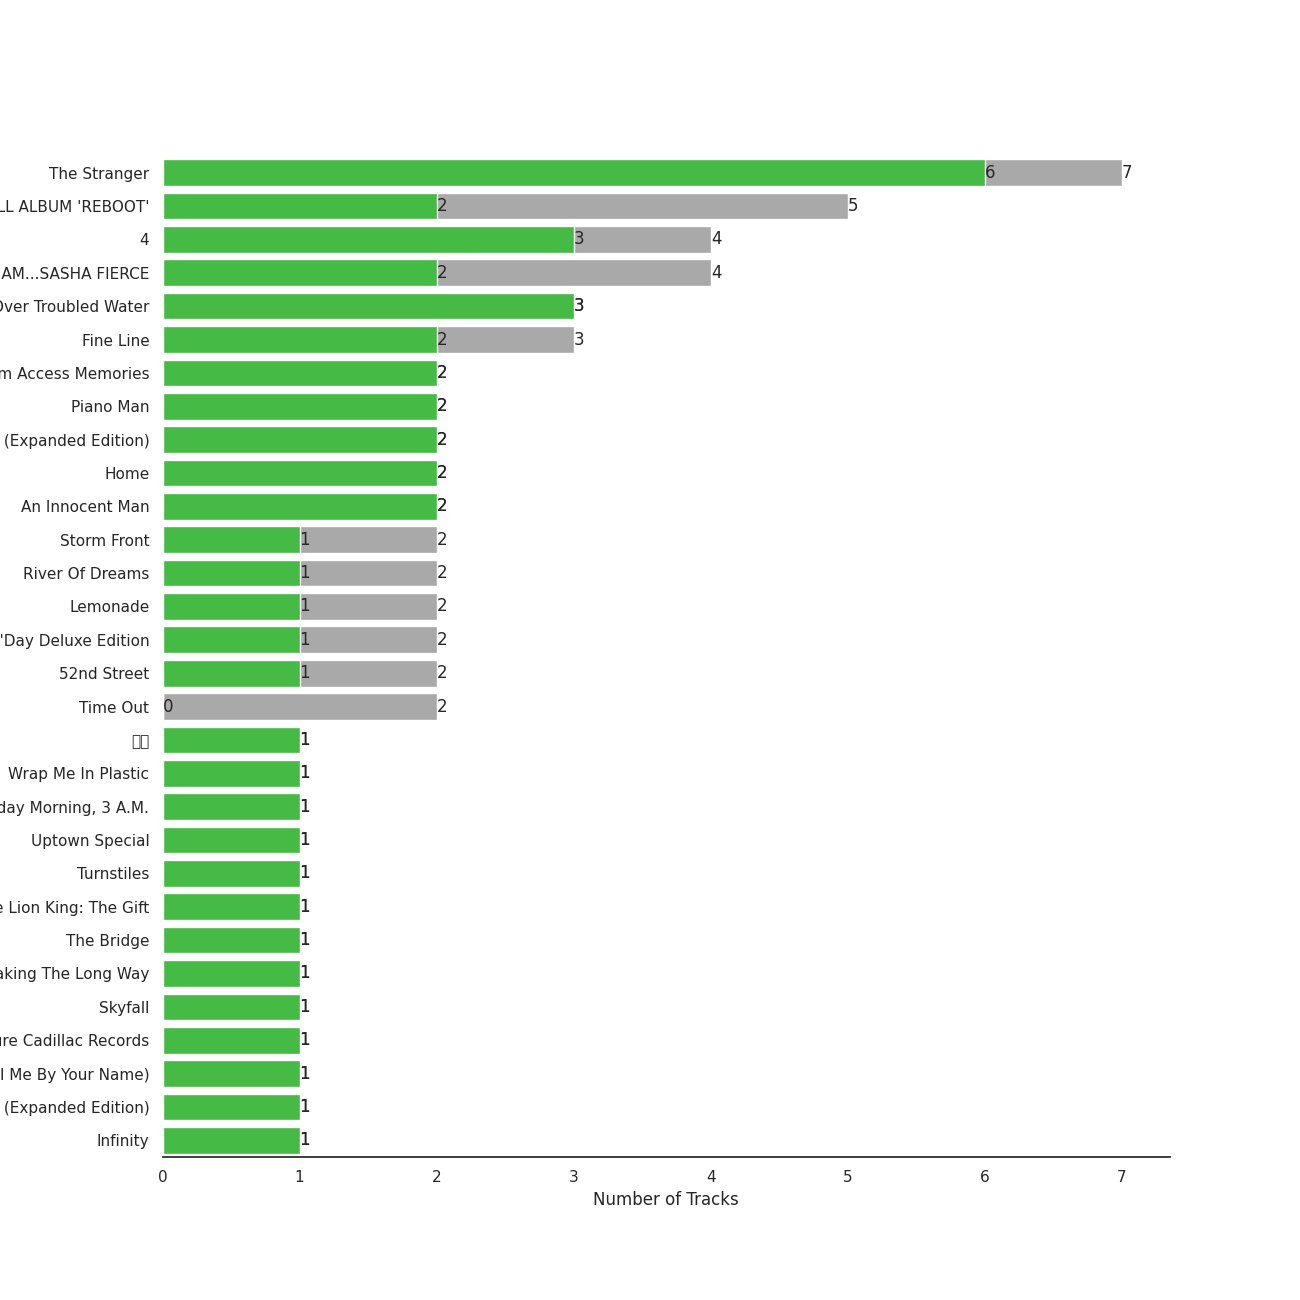 The Stranger 6 7
LL ALBUM 'REBOOT' 2 5
4 3 4
AM...SASHA FIERCE 2 4
Over Troubled Water 3
Fine Line 2 3
m Access Memories 2
Piano Man 2
(Expanded Edition) 2
Home 2
An Innocent Man 2
Storm Front 1 2
River Of Dreams 1 2
Lemonade 1 2
'Day Deluxe Edition 1 2
52nd Street 1 2
Time Out 0 2
1
Wrap Me In Plastic 1
day Morning, 3 A.M. 1
Uptown Special 1
Turnstiles 1
e Lion King: The Gift 1
The Bridge 1
aking The Long Way 1
Skyfall 1
ure Cadillac Records 1
l Me By Your Name) 1
(Expanded Edition) 1
Infinity 1
0 1 2 3 4 5 6 7
Number of Tracks